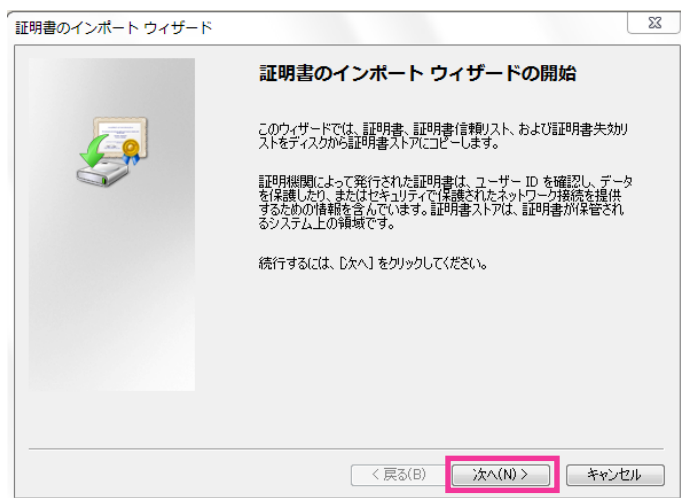 証明書のインポート ウィザード
証明書のインポート ウィザードの開始
このウィザードでは、証明書、証明書信頼リスト、および証明書失効リ
ストをディスクから証明書ストアにコピーします。
証明機関によって発行された証明書は、ユーザー ID を確認し、データ
を保護したり、またはセキュリティで保護されたネットワーク接続を提供
するための情報を含んでいます。証明書ストアは、証明書が保管され
るシステム上の領域です。
続行するには、[次へ] をクリックしてください。
< 戻る(B)
次へ(N) >
キャンセル